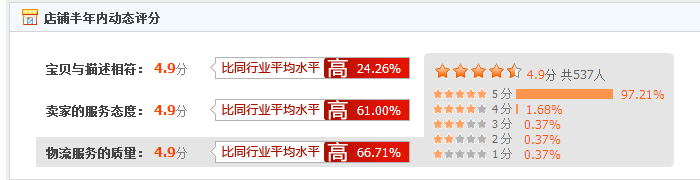 店铺半年内动态评分
宝贝与描述相符： 4.9分 比同行业平均水平 高 24.26%
卖家的服务态度： 4.9分 比同行业平均水平 高 61.00%
物流服务的质量： 4.9分 比同行业平均水平 高 66.71%
4.9分 共537人
5分 97.21%
4分 1.68%
3分 0.37%
2分 0.37%
1分 0.37%